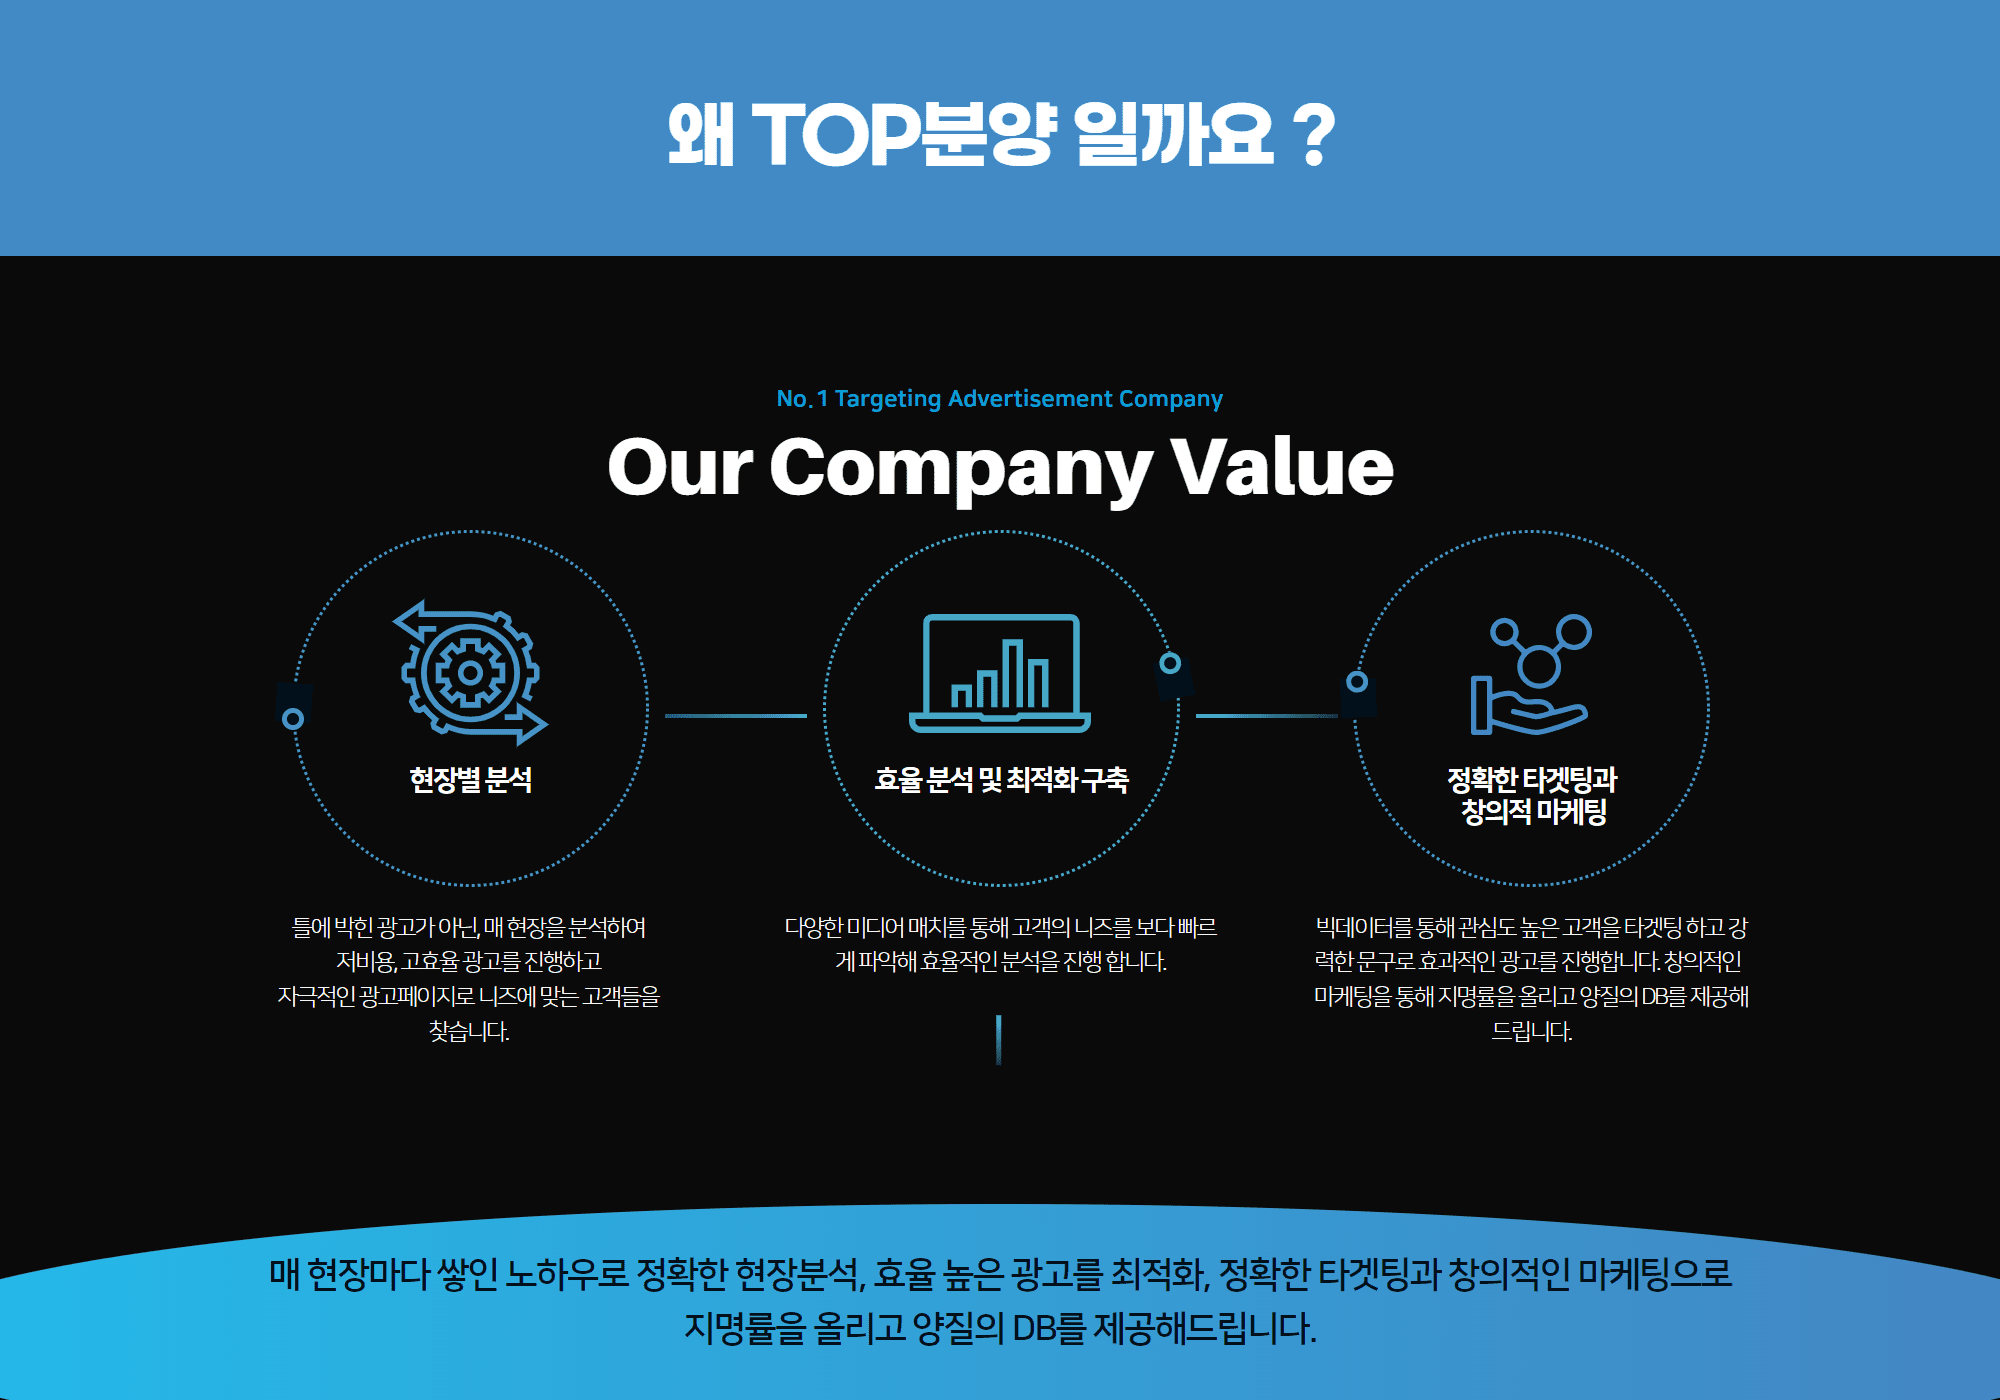 왜 TOP분양 일까요 ?
No.1 Targeting Advertisement Company
Our Company Value
현장별 분석
틀에 박힌 광고가 아닌, 매 현장을 분석하여
저비용, 고효율 광고를 진행하고
자극적인 광고페이지로 니즈에 맞는 고객들을
찾습니다.
효율 분석 및 최적화 구축
다양한 미디어 매치를 통해 고객의 니즈를 보다 빠르
게 파악해 효율적인 분석을 진행 합니다.
정확한 타겟팅과
창의적 마케팅
빅데이터를 통해 관심도 높은 고객을 타겟팅 하고 강
력한 문구로 효과적인 광고를 진행합니다. 창의적인
마케팅을 통해 지명률을 올리고 양질의 DB를 제공해
드립니다.
매 현장마다 쌓인 노하우로 정확한 현장분석, 효율 높은 광고를 최적화, 정확한 타겟팅과 창의적인 마케팅으로
지명률을 올리고 양질의 DB를 제공해드립니다.